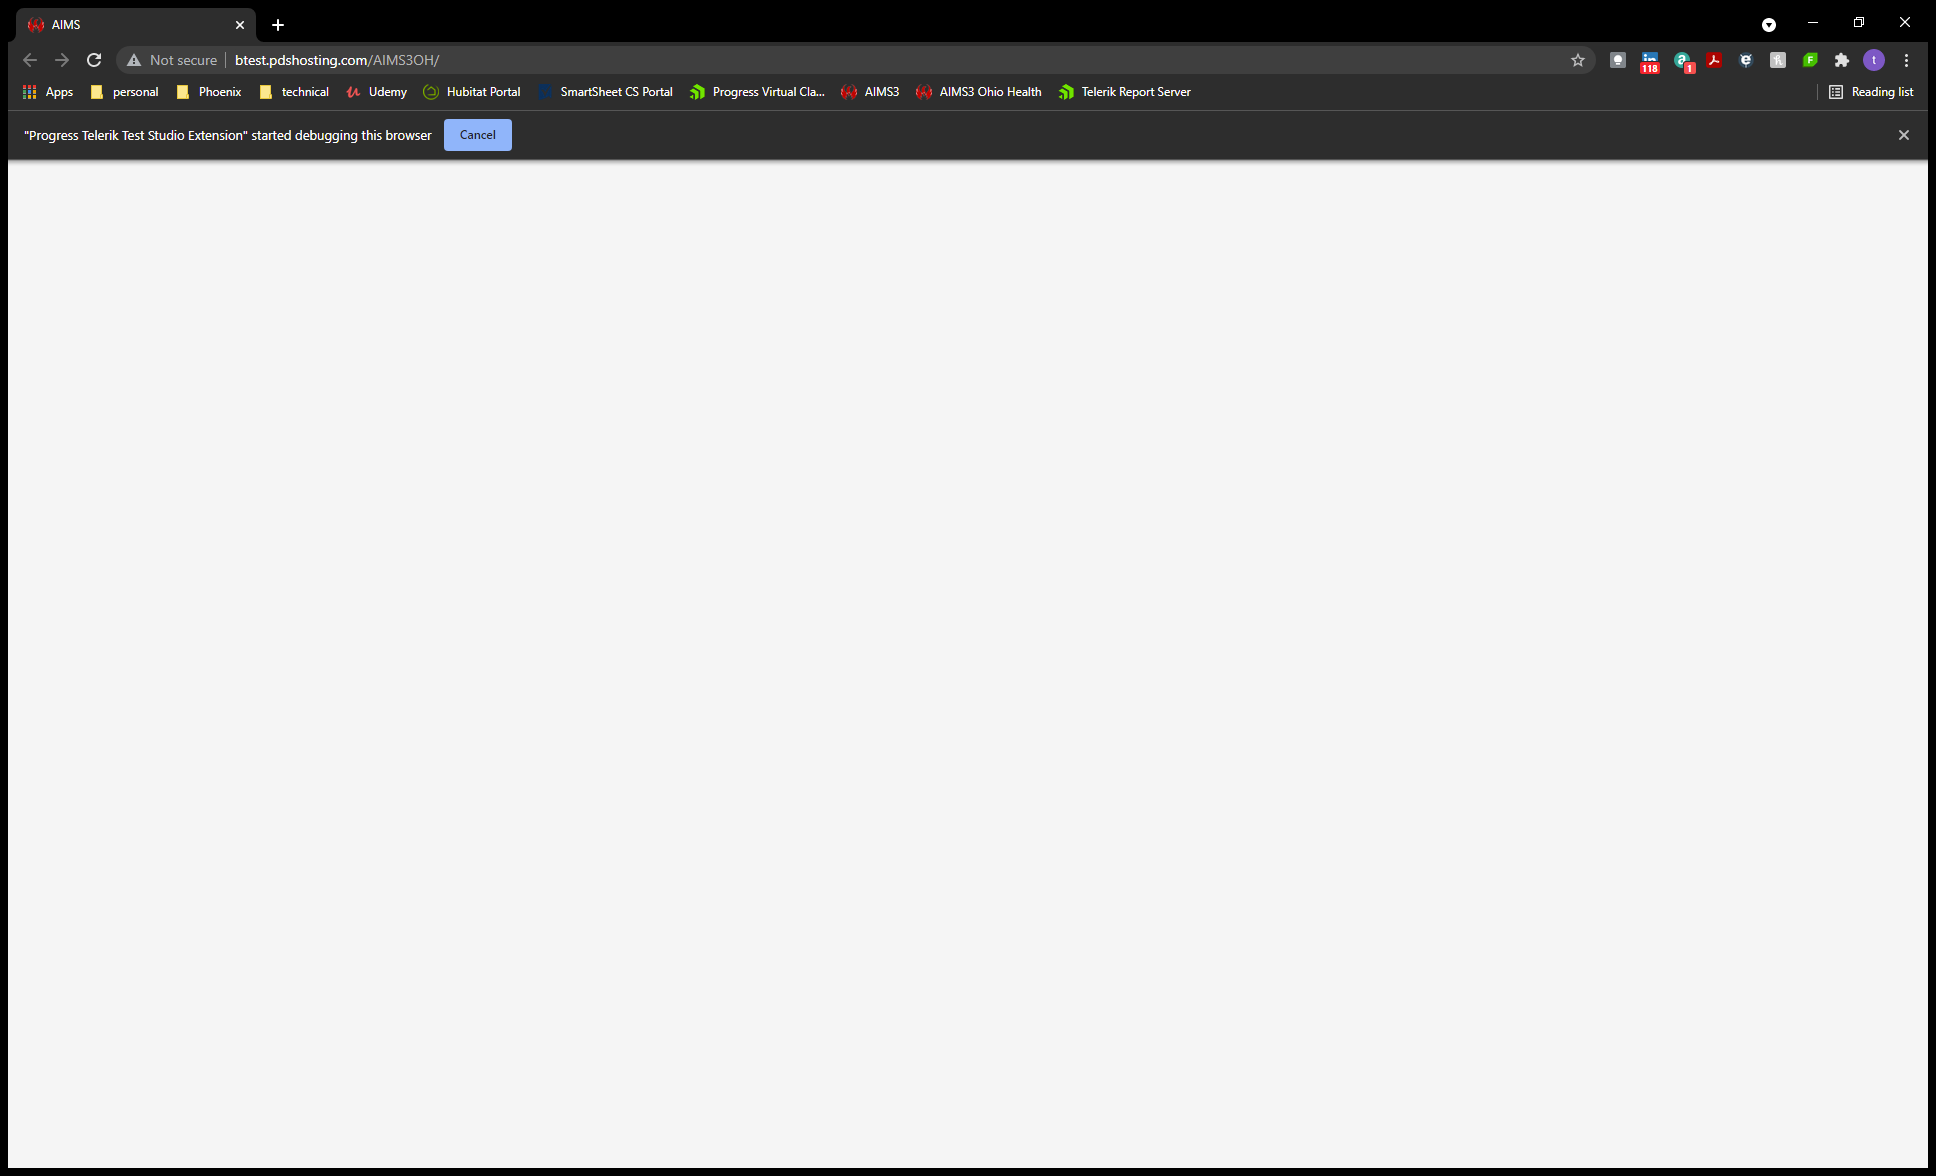 AIMS
Not secure btest.pdshosting.com/AIMS3OH/
118
1
t
Apps personal Phoenix technical Udemy Hubitat Portal SmartSheet CS Portal Progress Virtual Cla... AIMS3 AIMS3 Ohio Health Telerik Report Server Reading list
"Progress Telerik Test Studio Extension" started debugging this browser Cancel